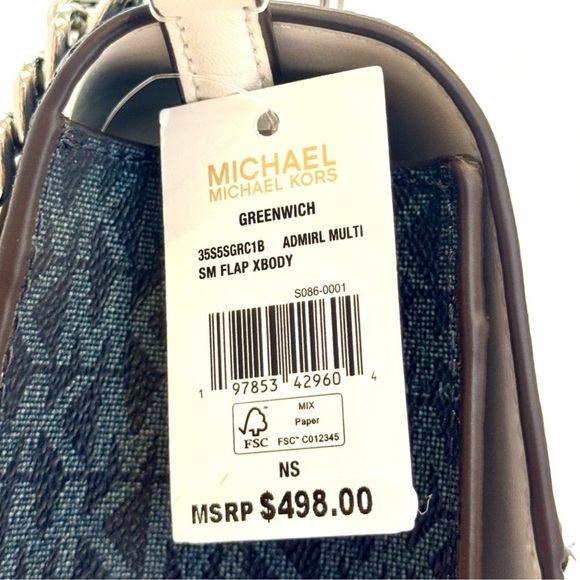 MICHAEL
MICHAEL KORS
GREENWICH
35S5SGRC1B ADMIRL MULTI
SM FLAP XBODY
S086-0001
1 97853 42960 4
FSC
MIX
Paper
FSC™ C012345
NS
MSRP $498.00